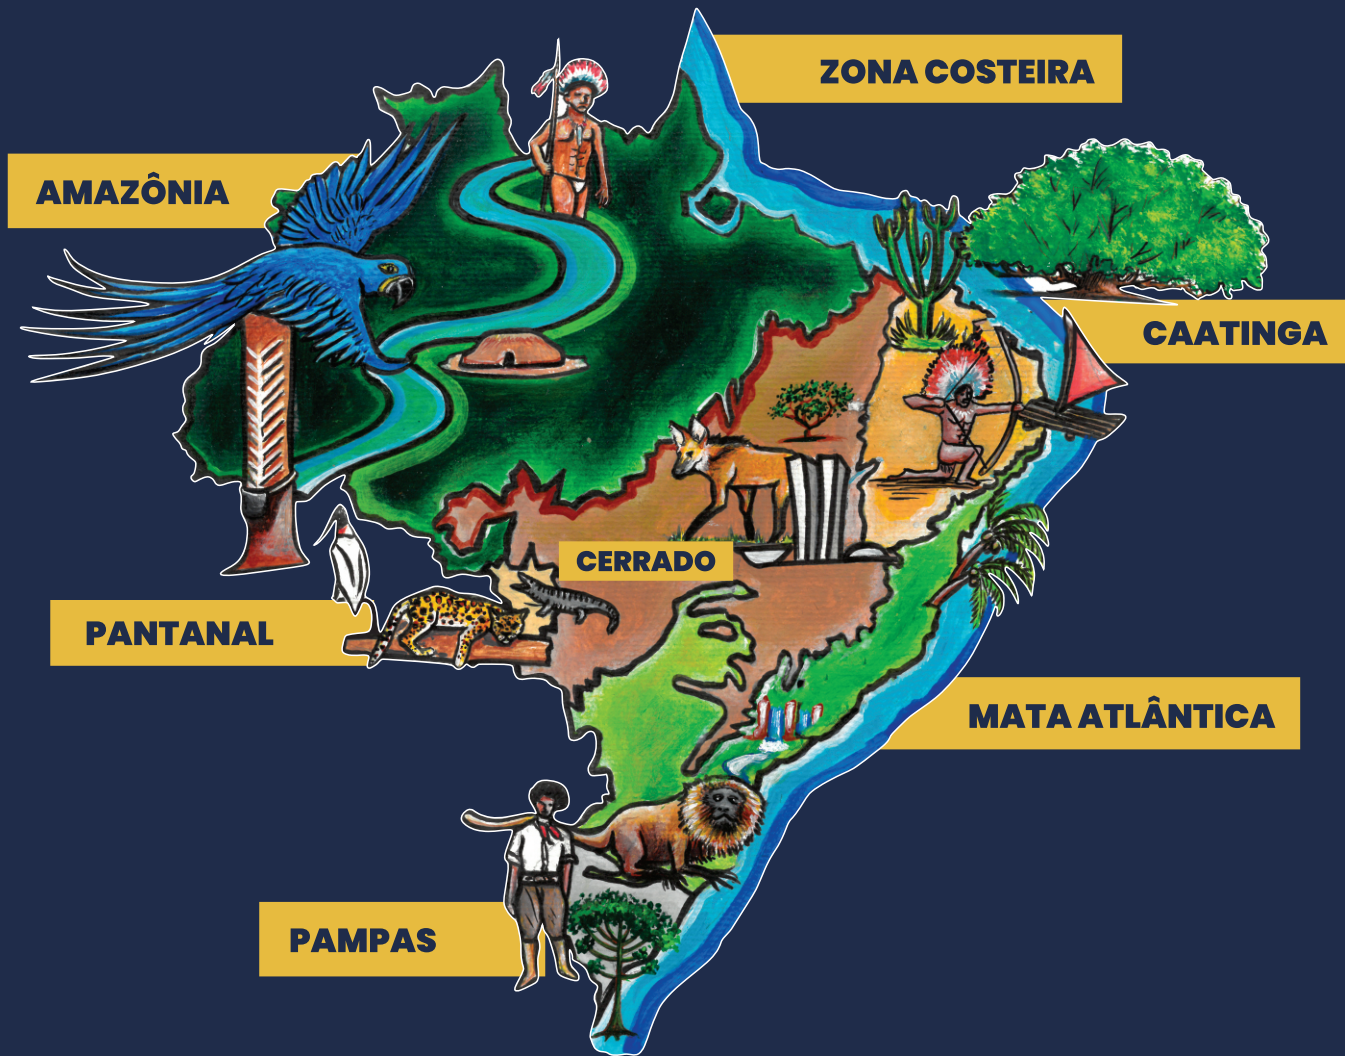 ZONA COSTEIRA
AMAZÔNIA
CAATINGA
CERRADO
PANTANAL
MATA ATLÂNTICA
PAMPAS